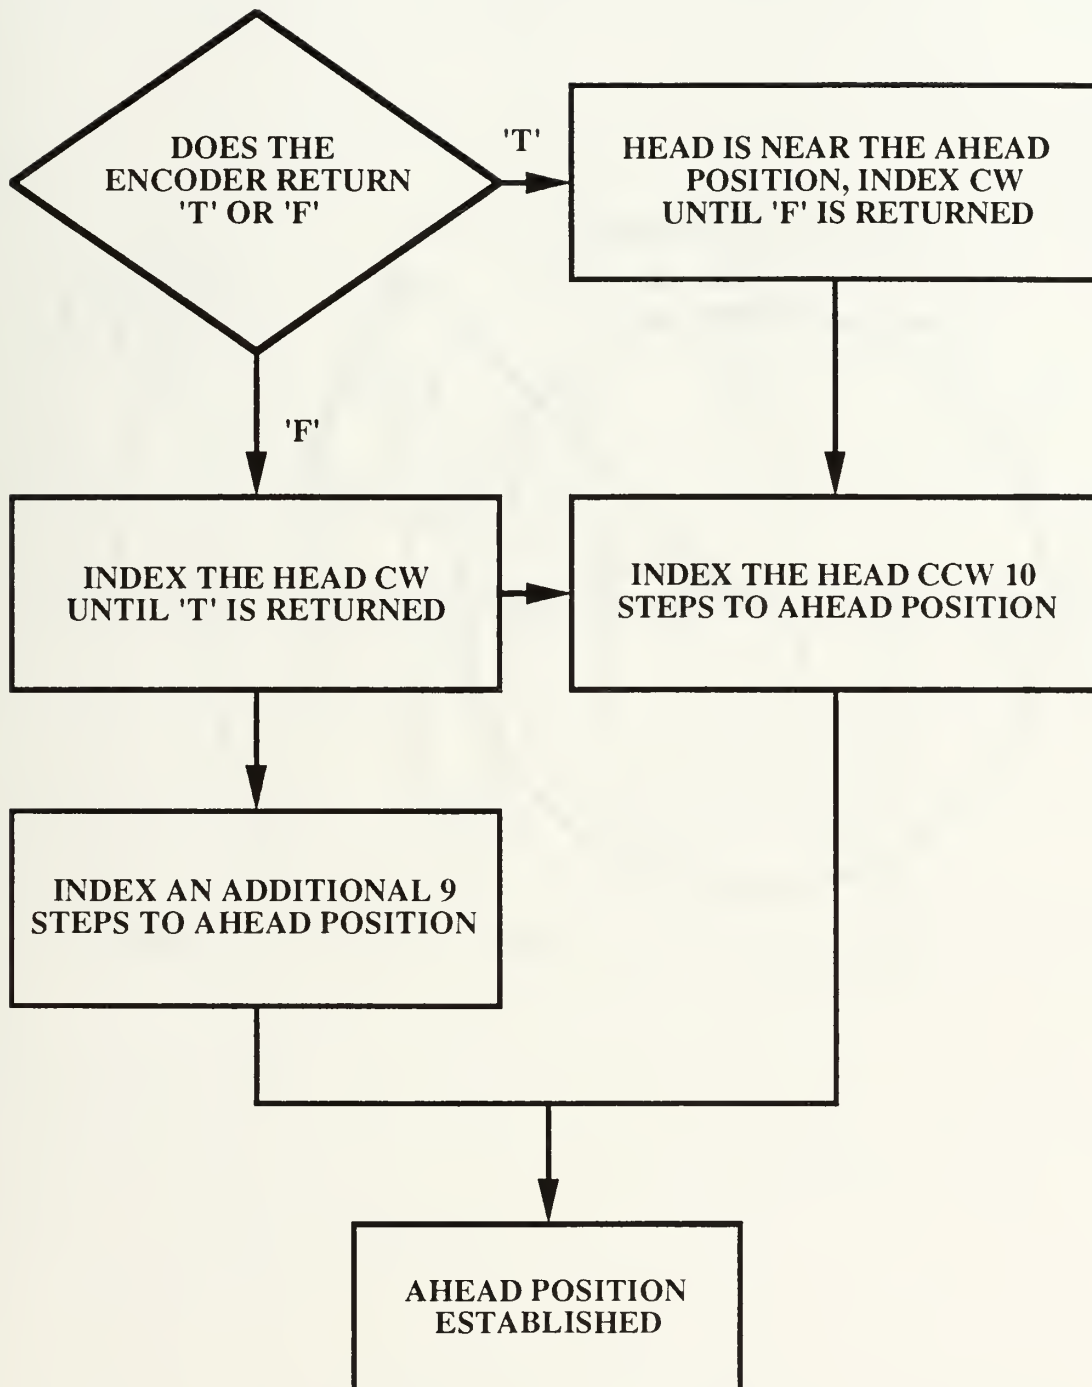 DOES THE
ENCODER RETURN
'T' OR 'F'
'T'
HEAD IS NEAR THE AHEAD
POSITION, INDEX CW
UNTIL 'F' IS RETURNED
'F'
INDEX THE HEAD CW
UNTIL 'T' IS RETURNED
INDEX THE HEAD CCW 10
STEPS TO AHEAD POSITION
INDEX AN ADDITIONAL 9
STEPS TO AHEAD POSITION
AHEAD POSITION
ESTABLISHED